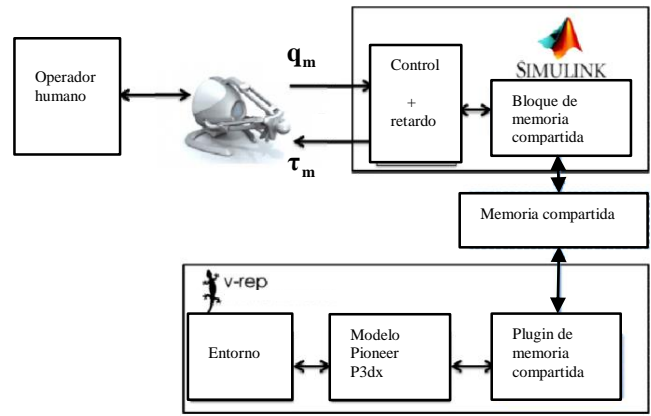 Operador
humano
qm
τm
Control
+
retardo
SIMULINK
Bloque de
memoria
compartida
Memoria compartida
v-rep
Entorno
Modelo
Pioneer
P3dx
Plugin de
memoria
compartida